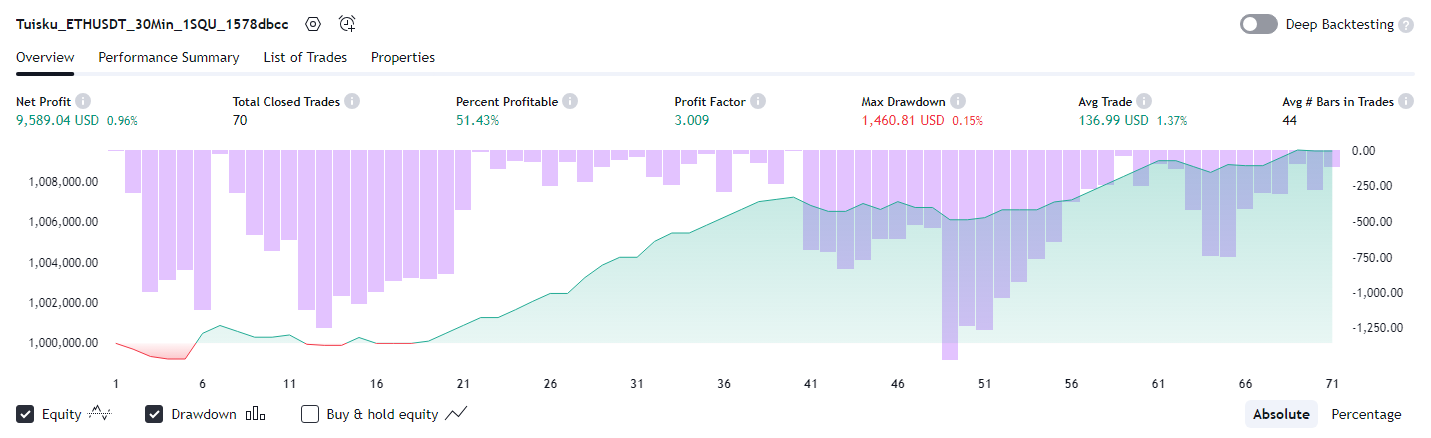 Tuisku_ETHUSDT_30Min_1SQU_1578dbcc
Deep Backtesting ?
Overview Performance Summary List of Trades Properties
Net Profit Total Closed Trades Percent Profitable Profit Factor Max Drawdown Avg Trade Avg # Bars in Trades
9,589.04 USD 0.96% 70 51.43% 3.009 1,460.81 USD 0.15% 136.99 USD 1.37% 44
0.00
1,008,000.00
-250.00
1,006,000.00
-500.00
-750.00
1,004,000.00
-1,000.00
1,002,000.00
-1,250.00
1,000,000.00
1 6 11 16 21 26 31 36 41 46 51 56 61 66 71
Equity Drawdown Buy & hold equity Absolute Percentage